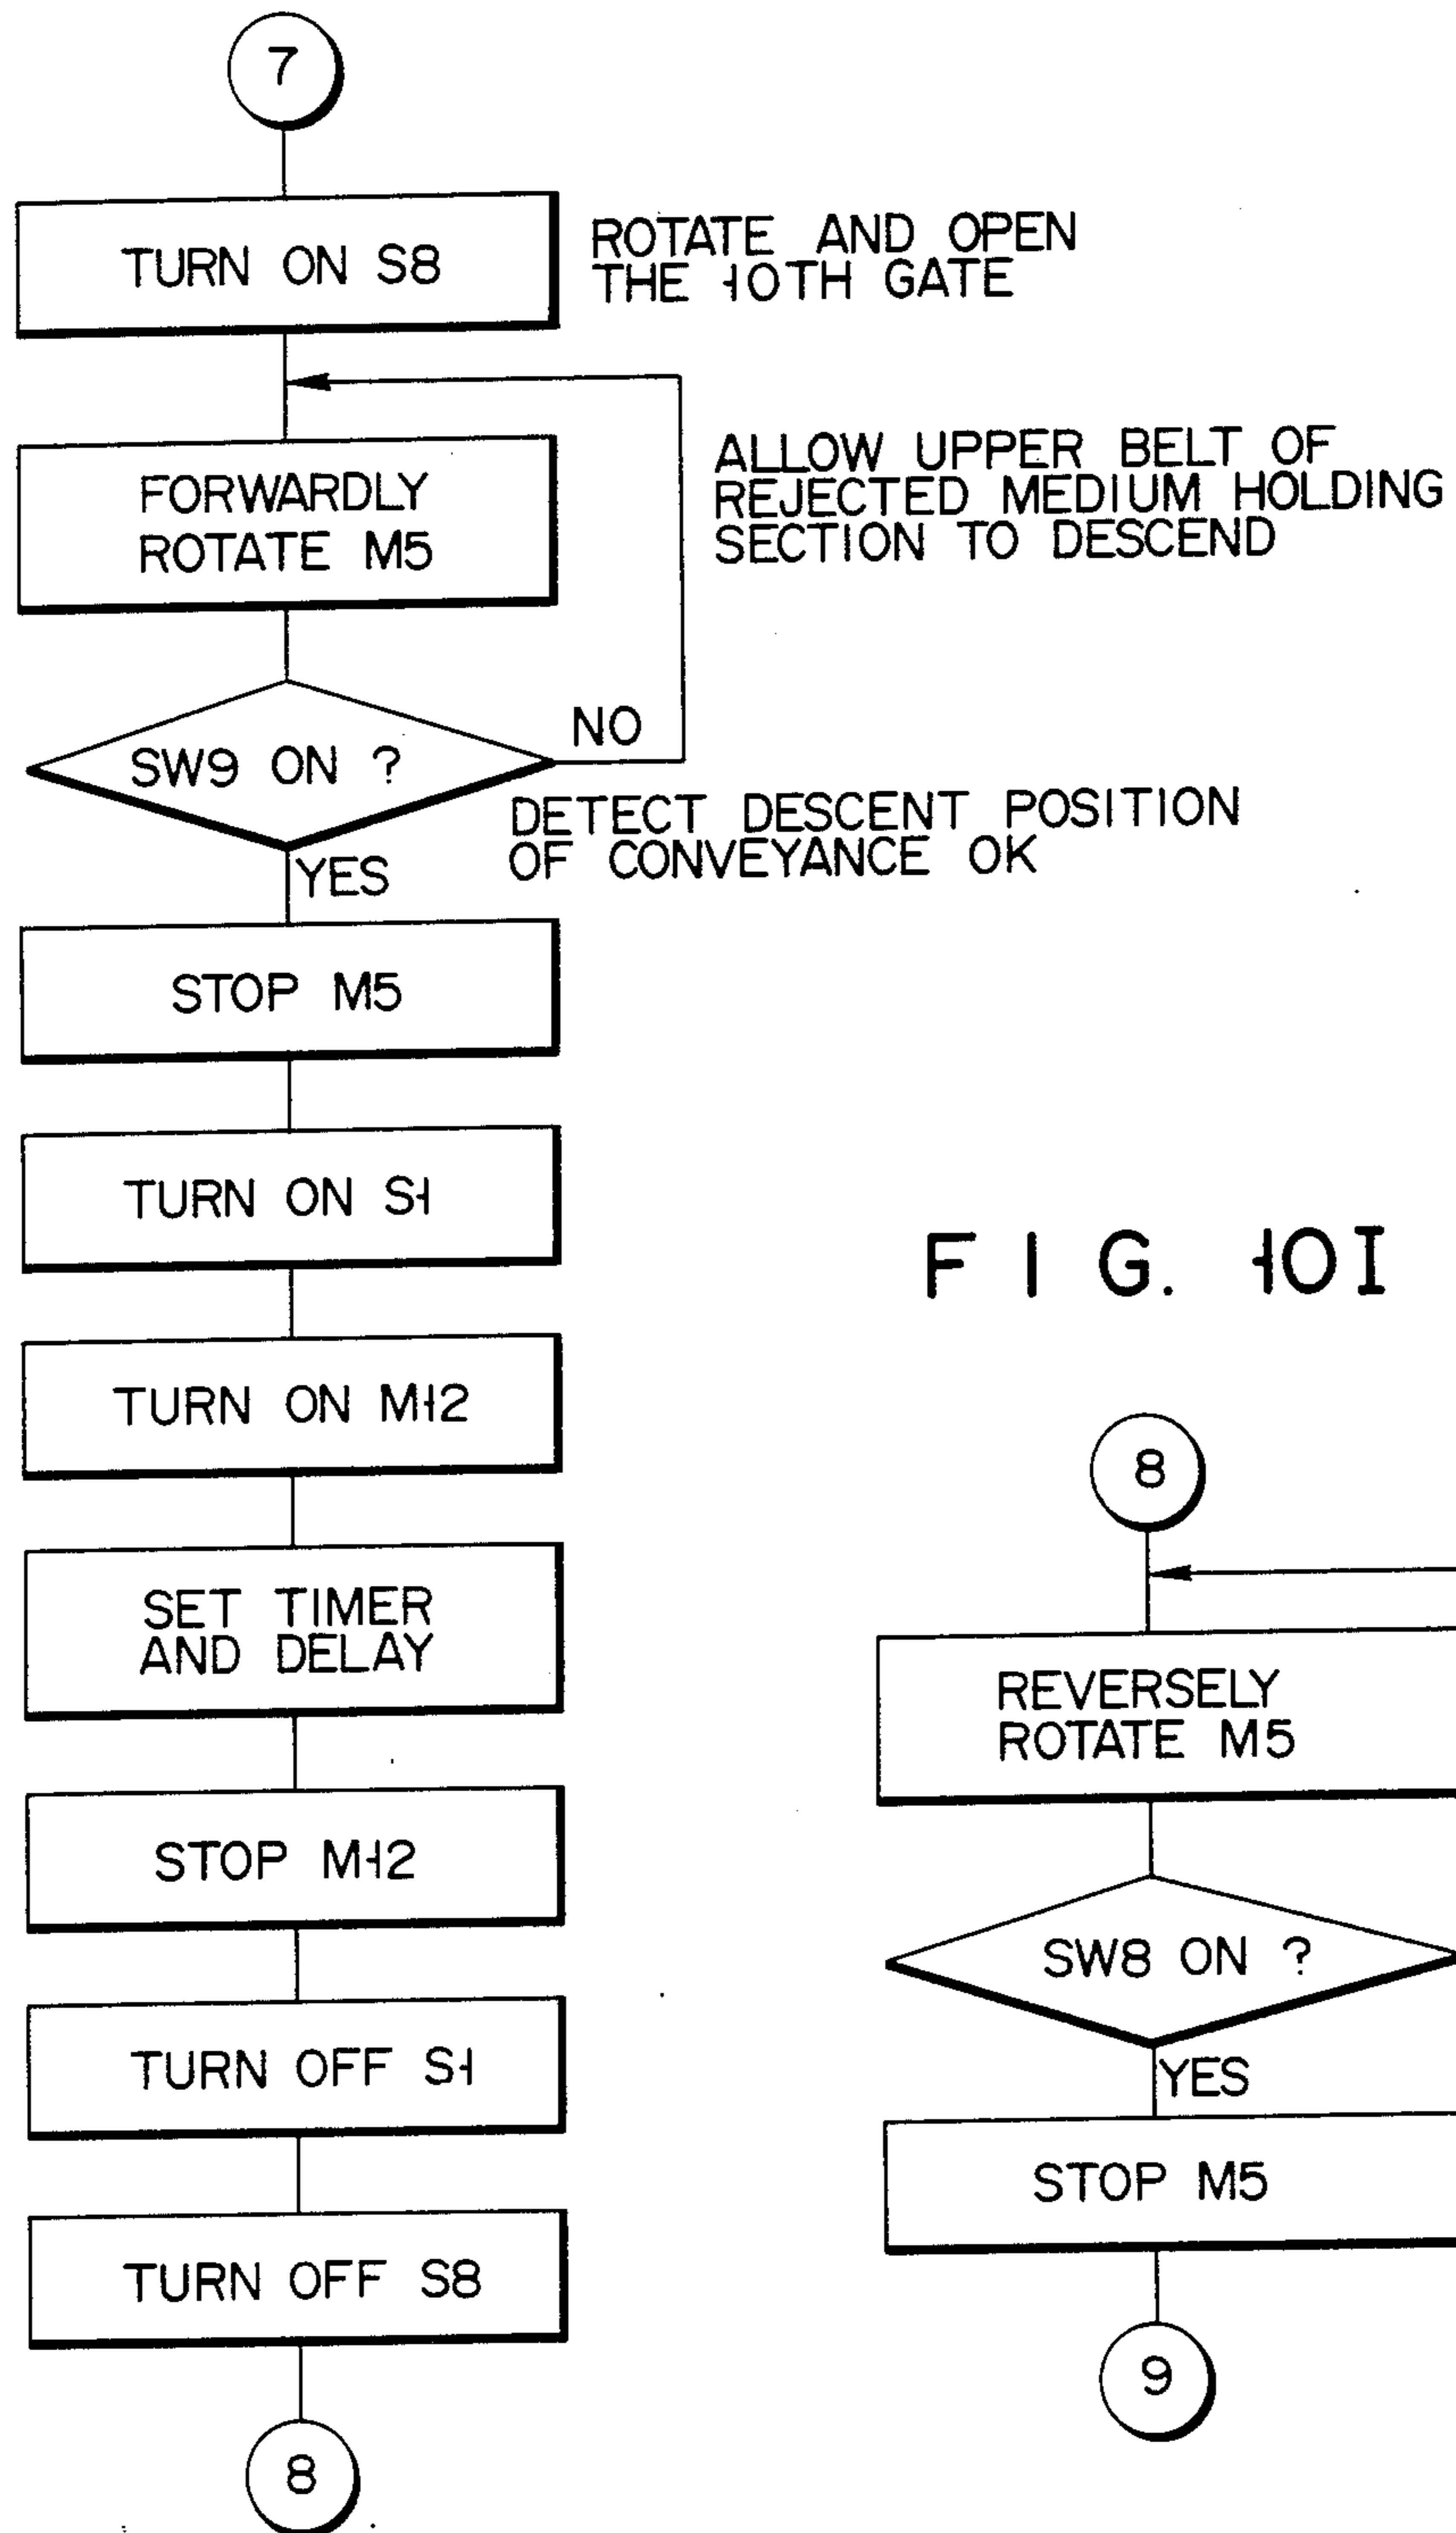 7
TURN ON S8
ROTATE AND OPEN
THE 10TH GATE
FORWARDLY
ROTATE M5
ALLOW UPPER BELT OF
REJECTED MEDIUM HOLDING
SECTION TO DESCEND
SW9 ON ?
NO
DETECT DESCENT POSITION
OF CONVEYANCE OK
YES
STOP M5
TURN ON S1
TURN ON M12
SET TIMER
AND DELAY
STOP M12
TURN OFF S1
TURN OFF S8
8
FIG. 10I
8
REVERSELY
ROTATE M5
SW8 ON ?
YES
STOP M5
9